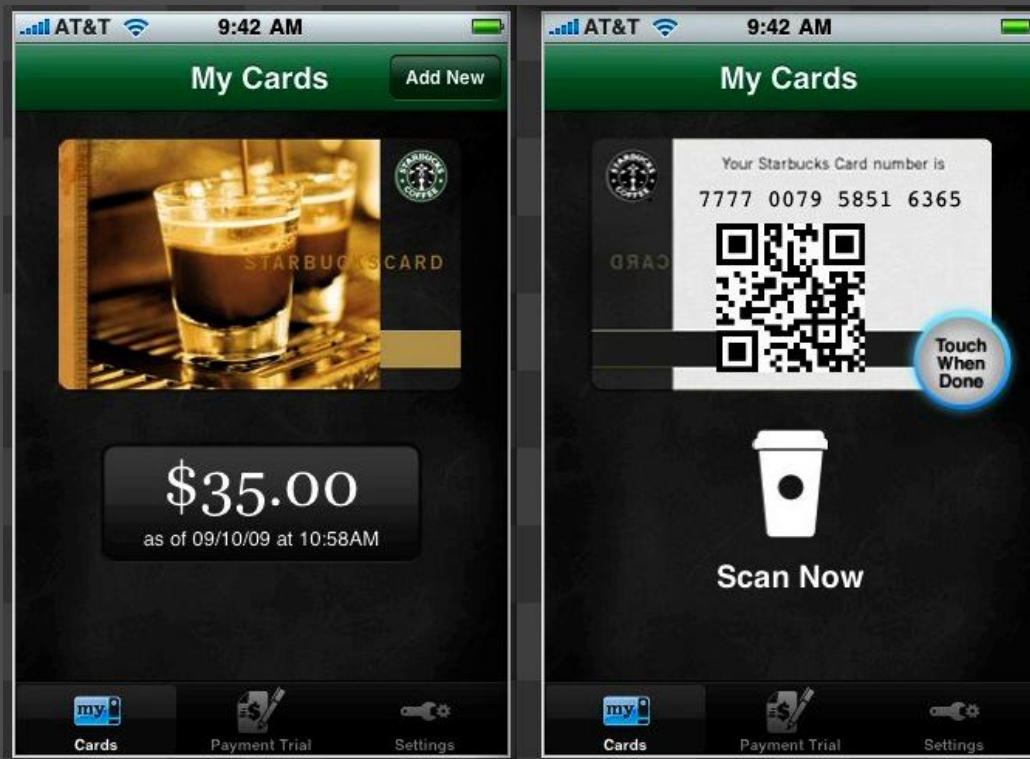 AT&T 9:42 AM
My Cards Add New
STARBUCKS COFFEE
STARBUCKS CARD
$35.00
as of 09/10/09 at 10:58AM
my
Cards Payment Trial Settings
AT&T 9:42 AM
My Cards
STARBUCKS COFFEE
Your Starbucks Card number is
7777 0079 5851 6365
CARD
Touch
When
Done
Scan Now
my
Cards Payment Trial Settings